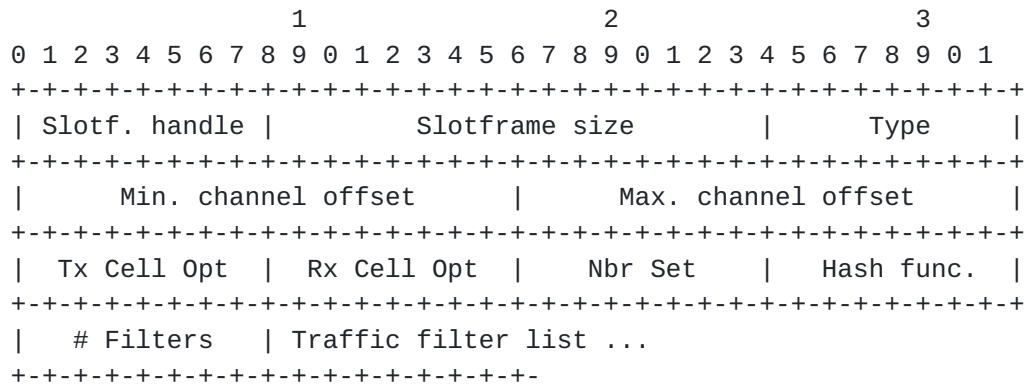 1                   2                   3
 0 1 2 3 4 5 6 7 8 9 0 1 2 3 4 5 6 7 8 9 0 1 2 3 4 5 6 7 8 9 0 1
+-+-+-+-+-+-+-+-+-+-+-+-+-+-+-+-+-+-+-+-+-+-+-+-+-+-+-+-+-+-+-+-+
| Slotf. handle |        Slotframe size         |     Type      |
+-+-+-+-+-+-+-+-+-+-+-+-+-+-+-+-+-+-+-+-+-+-+-+-+-+-+-+-+-+-+-+-+
|      Min. channel offset      |      Max. channel offset      |
+-+-+-+-+-+-+-+-+-+-+-+-+-+-+-+-+-+-+-+-+-+-+-+-+-+-+-+-+-+-+-+-+
|  Tx Cell Opt  |  Rx Cell Opt  |    Nbr Set    |   Hash func.  |
+-+-+-+-+-+-+-+-+-+-+-+-+-+-+-+-+-+-+-+-+-+-+-+-+-+-+-+-+-+-+-+-+
|   # Filters   | Traffic filter list ...
+-+-+-+-+-+-+-+-+-+-+-+-+-+-+-+-+-